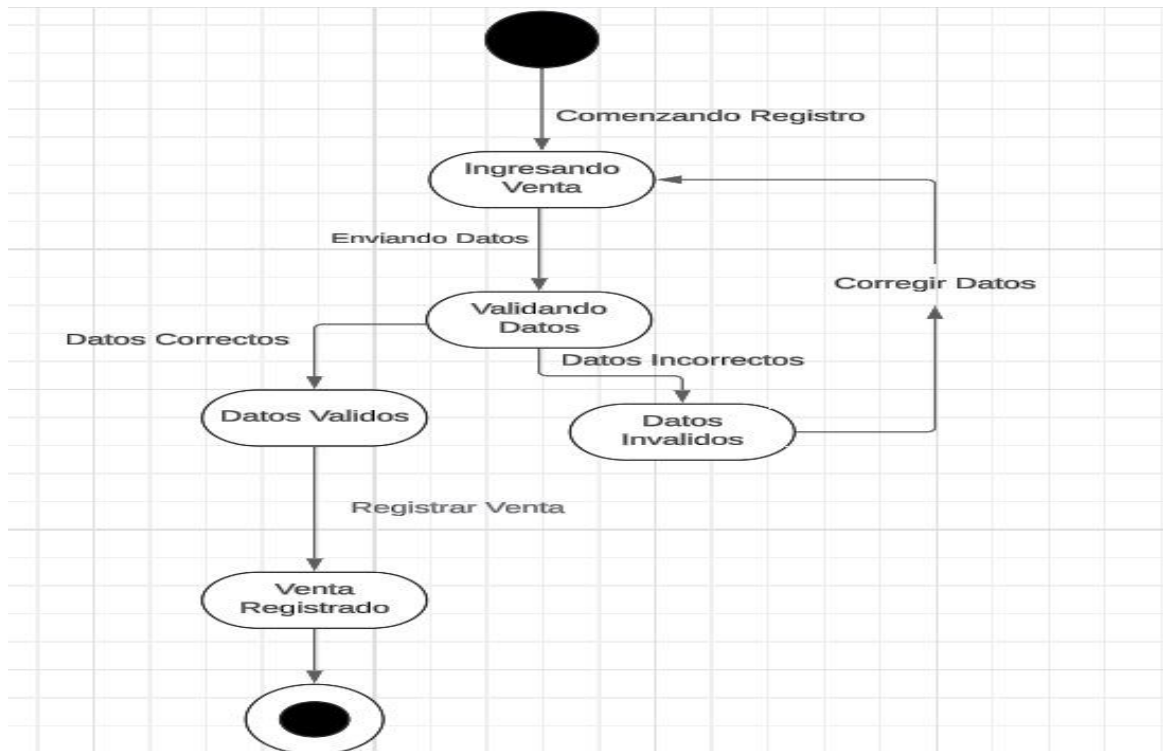 Comenzando Registro
Ingresando
Venta
Enviando Datos
Corregir Datos
Validando
Datos
Datos Correctos
Datos Incorrectos
Datos Validos
Datos
Invalidos
Registrar Venta
Venta
Registrado